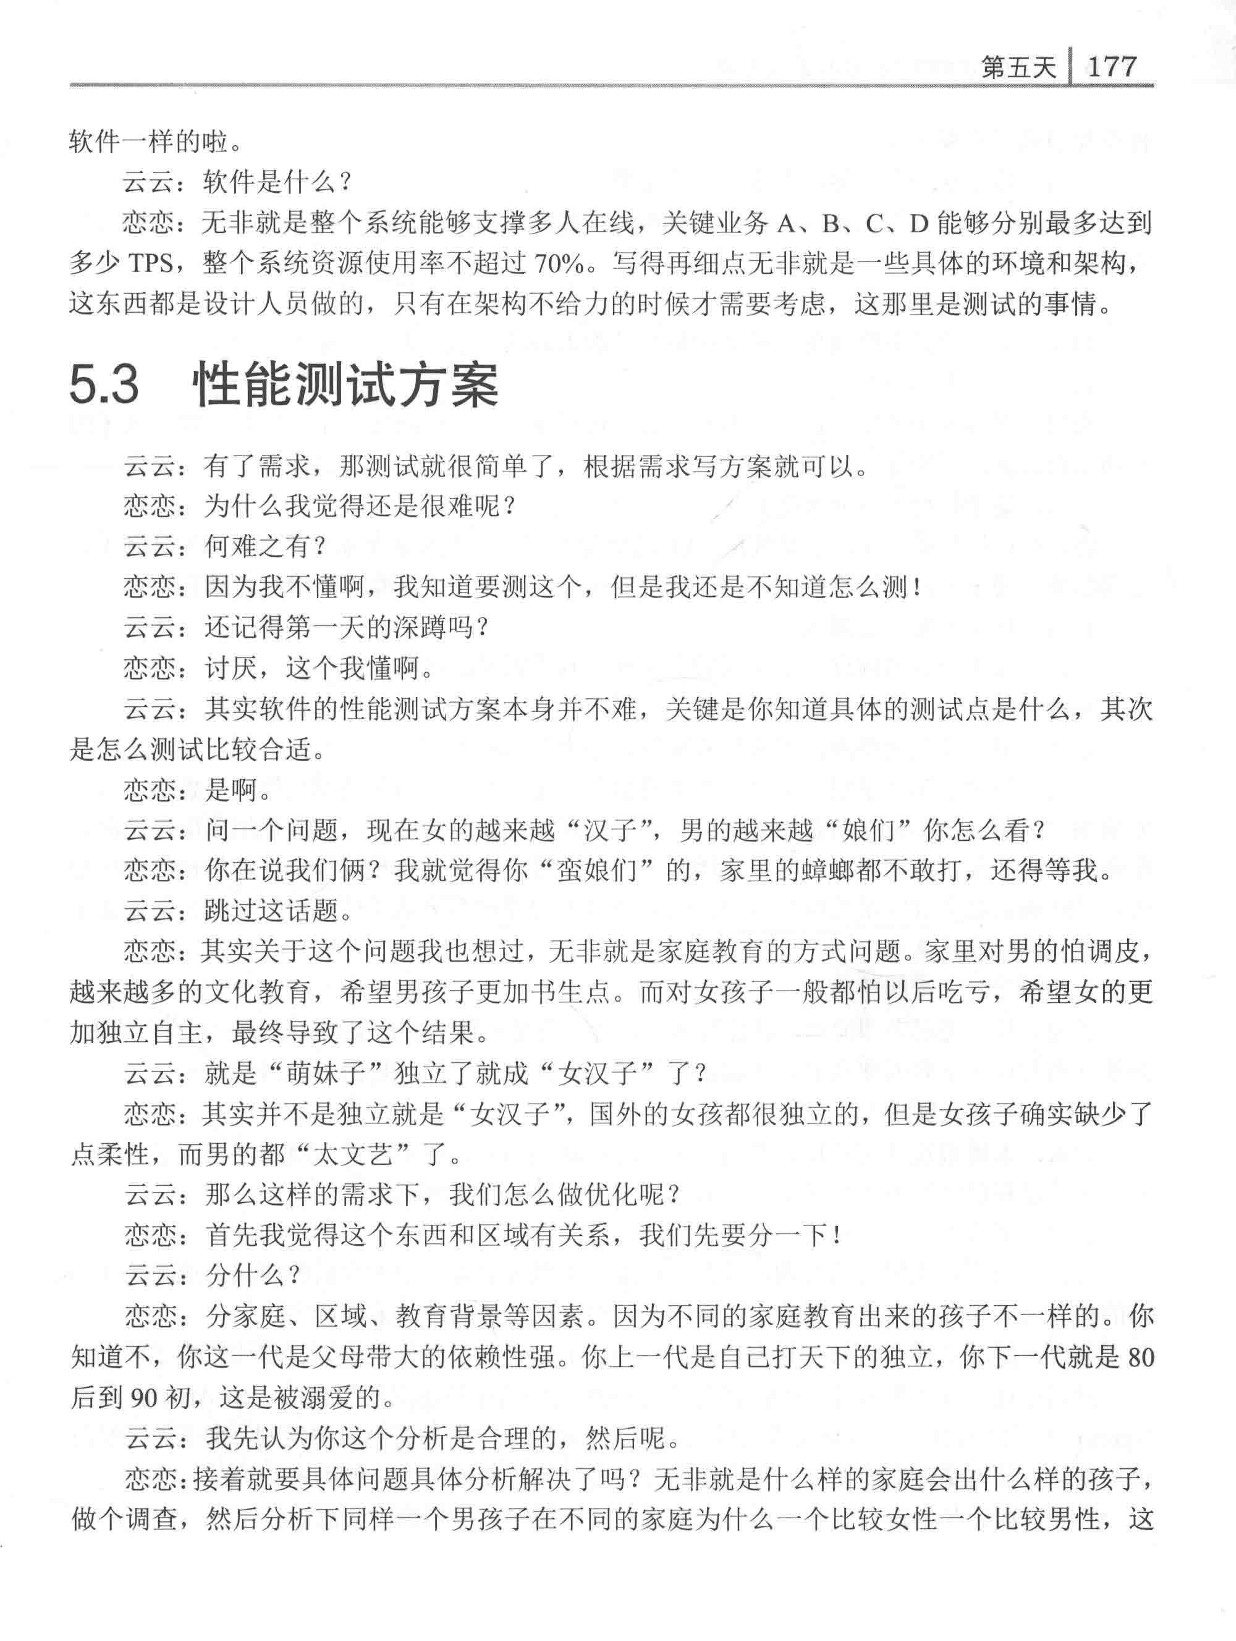 第五天 177
软件一样的啦。
云云：软件是什么？
恋恋：无非就是整个系统能够支撑多人在线，关键业务 A、B、C、D 能够分别最多达到
多少 TPS，整个系统资源使用率不超过 70%。写得再细点无非就是一些具体的环境和架构，
这东西都是设计人员做的，只有在架构不给力的时候才需要考虑，这那里是测试的事情。
5.3 性能测试方案
云云：有了需求，那测试就很简单了，根据需求写方案就可以。
恋恋：为什么我觉得还是很难呢？
云云：何难之有？
恋恋：因为我不懂啊，我知道要测这个，但是我还是不知道怎么测！
云云：还记得第一天的深蹲吗？
恋恋：讨厌，这个我懂啊。
云云：其实软件的性能测试方案本身并不难，关键是你知道具体的测试点是什么，其次
是怎么测试比较合适。
恋恋：是啊。
云云：问一个问题，现在女的越来越“汉子”，男的越来越“娘们”你怎么看？
恋恋：你在说我们俩？我就觉得你“蛮娘们”的，家里的蟑螂都不敢打，还得等我。
云云：跳过这话题。
恋恋：其实关于这个问题我也想过，无非就是家庭教育的方式问题。家里对男的怕调皮，
越来越多的文化教育，希望男孩子更加书生点。而对女孩子一般都怕以后吃亏，希望女的更
加独立自主，最终导致了这个结果。
云云：就是“萌妹子”独立了就成“女汉子”了？
恋恋：其实并不是独立就是“女汉子”，国外的女孩都很独立的，但是女孩子确实缺少了
点柔性，而男的都“太文艺”了。
云云：那么这样的需求下，我们怎么做优化呢？
恋恋：首先我觉得这个东西和区域有关系，我们先要分一下！
云云：分什么？
恋恋：分家庭、区域、教育背景等因素。因为不同的家庭教育出来的孩子不一样的。你
知道不，你这一代是父母带大的依赖性强。你上一代是自己打天下的独立，你下一代就是 80
后到 90 初，这是被溺爱的。
云云：我先认为你这个分析是合理的，然后呢。
恋恋：接着就要具体问题具体分析解决了吗？无非就是什么样的家庭会出什么样的孩子，
做个调查，然后分析下同样一个男孩子在不同的家庭为什么一个比较女性一个比较男性，这